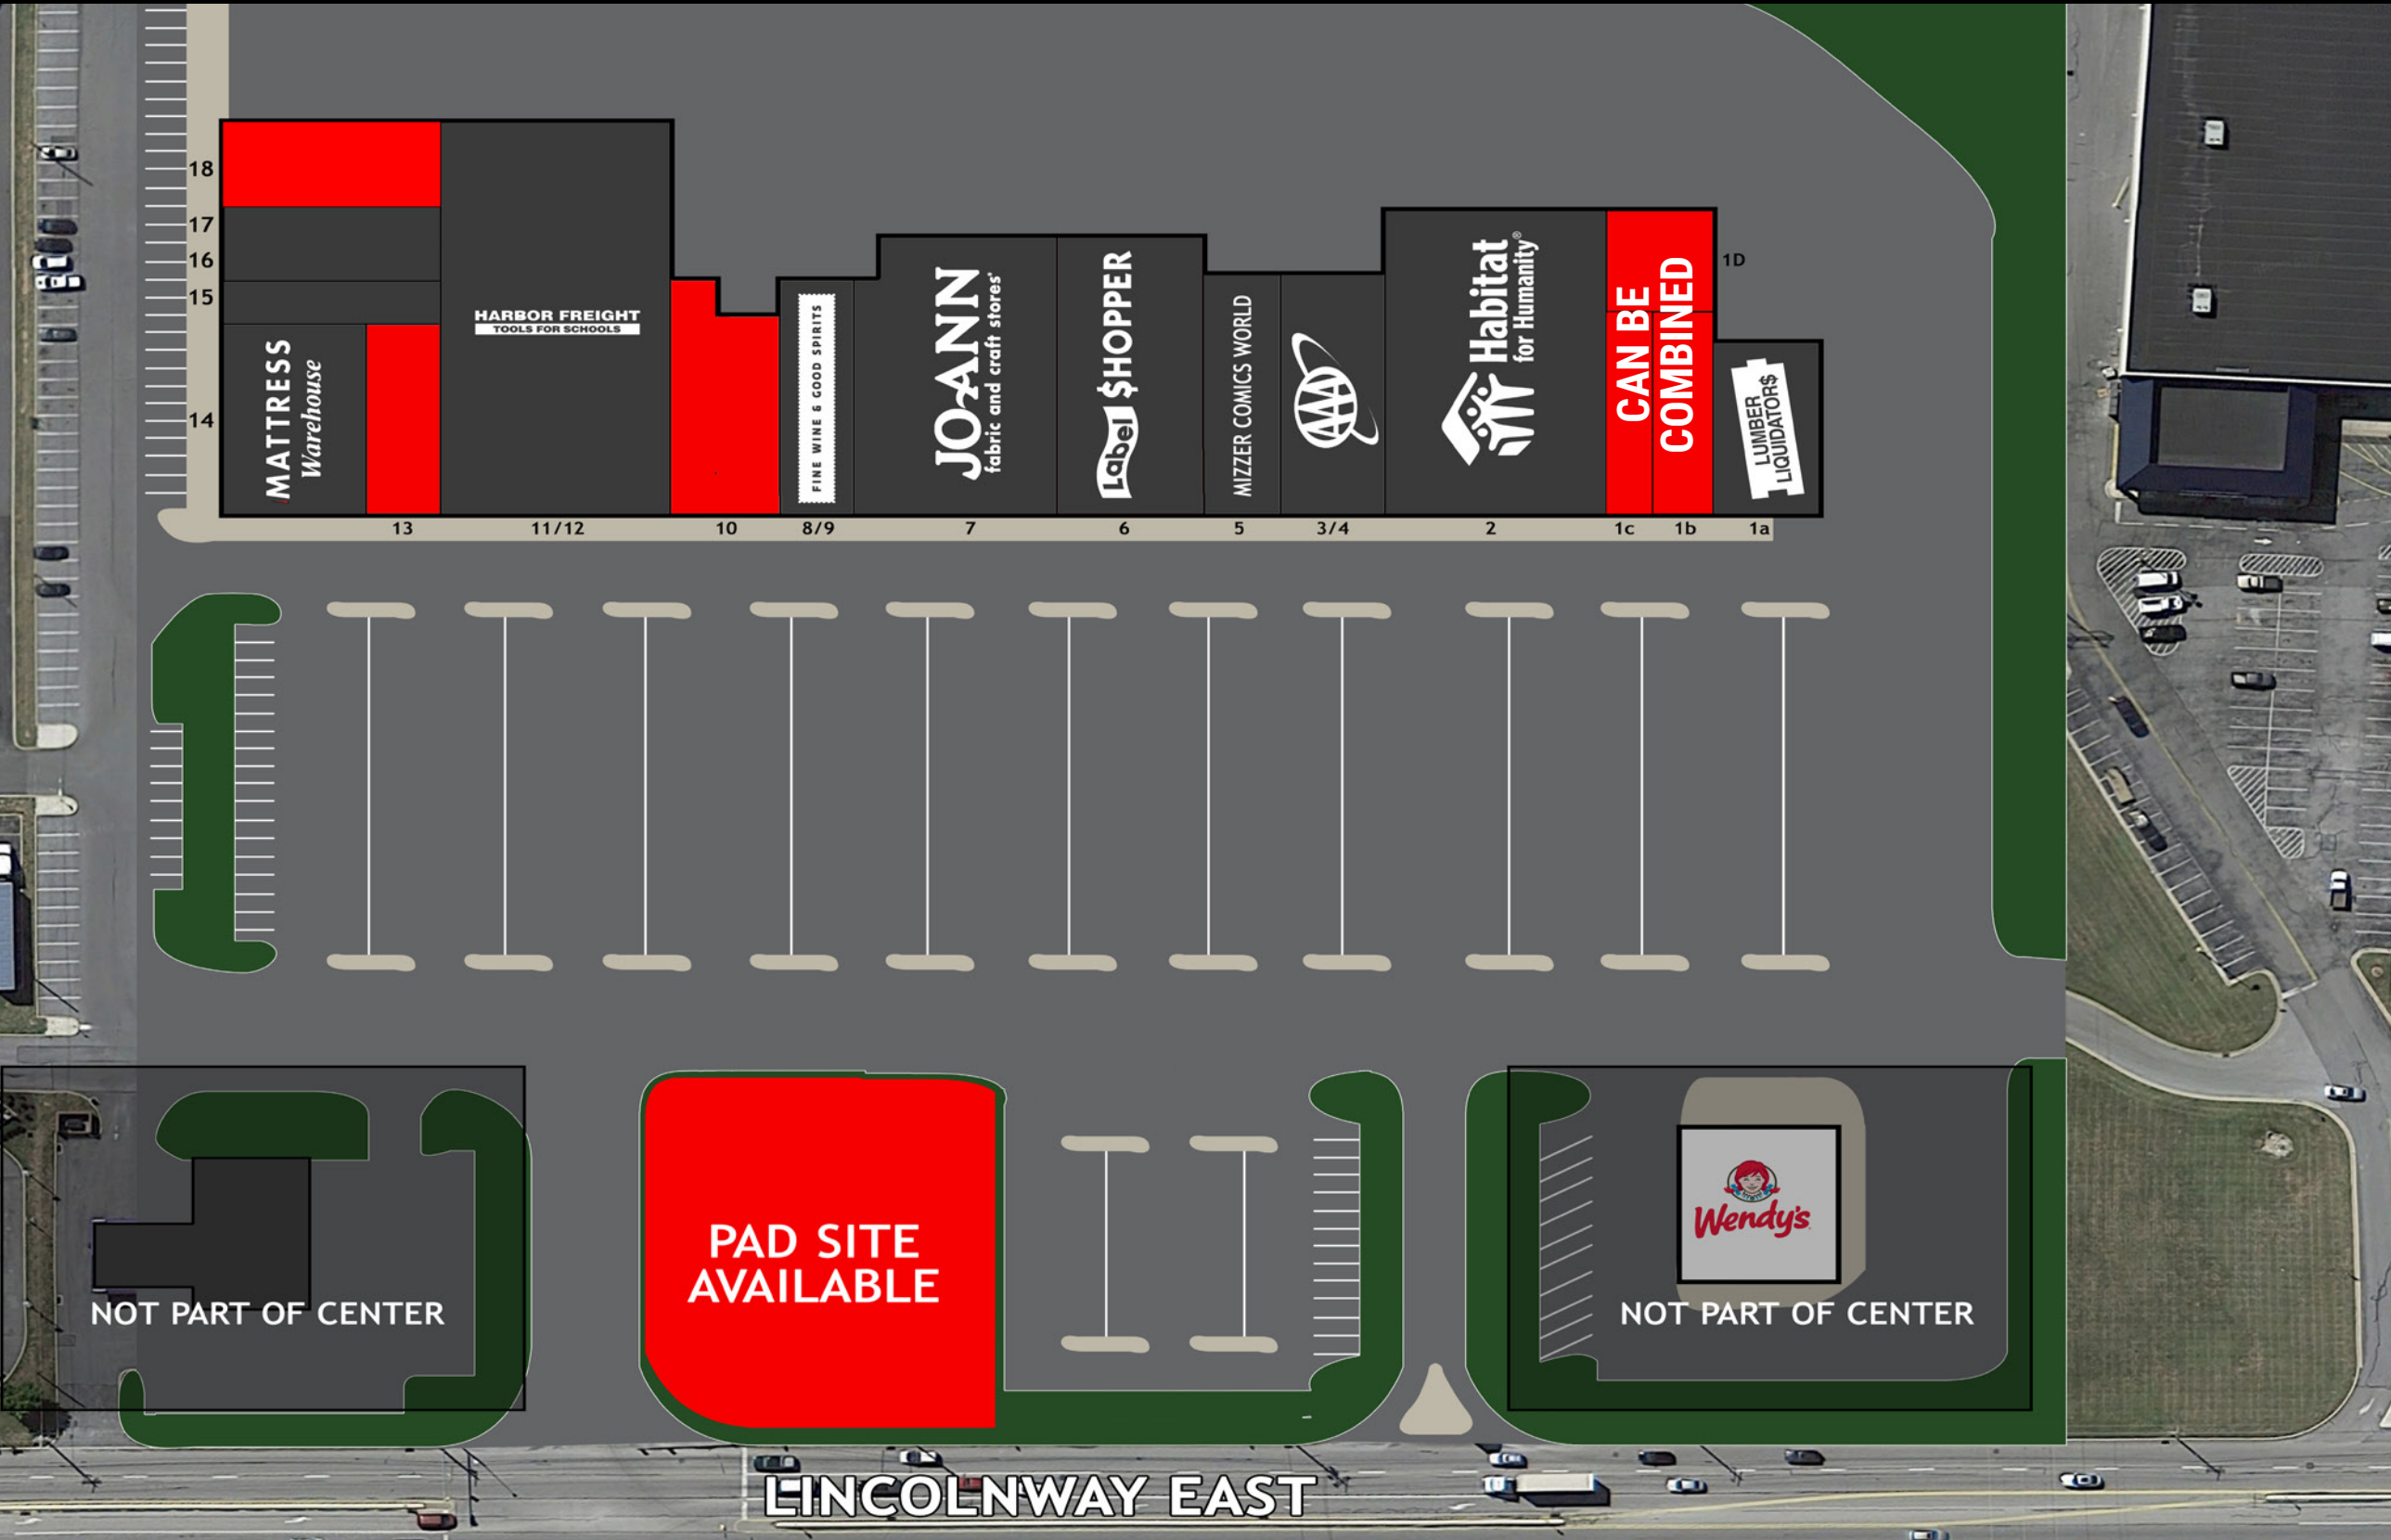 18
17
16
15
14
MATTRESS
Warehouse
HARBOR FREIGHT
TOOLS FOR SCHOOLS
FINE WINE & GOOD SPIRITS
JO-ANN
fabric and craft stores'
Label $HOPPER
MIZZER COMICS WORLD
AAA
Habitat
for Humanity®
CAN BE
COMBINED
1D
LUMBER
LIQUIDATOR$
13
11/12
10
8/9
7
6
5
3/4
2
1c
1b
1a
NOT PART OF CENTER
PAD SITE
AVAILABLE
Wendy's
NOT PART OF CENTER
LINCOLNWAY EAST